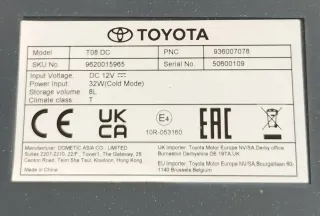 TOYOTA
Model T08 DC PNC 936007078
SKU No. 9620015965 Serial No. 50800109
Input Voltage: DC 12V
Power Input: 32W(Cold Mode)
Storage volume: 8L
Climate class: T
CE UK CA E4 EAC
10R-053160
Manufacturer: DOMETIC ASIA CO., LIMITED
Suites 2207-2210, 22/F., Tower1, The Gateway, 25
Canton Road, Tsim Sha Tsui, Kowloon, Hong Kong
Made in China
UK Importer: Toyota Motor Europe NV/SA, Derby office
Burnaston Derbyshire DE 19TA, UK
EU Importer: Toyota Motor Europe NV/SA, Bourgetlaan 60-
1140 Brussels Belgium